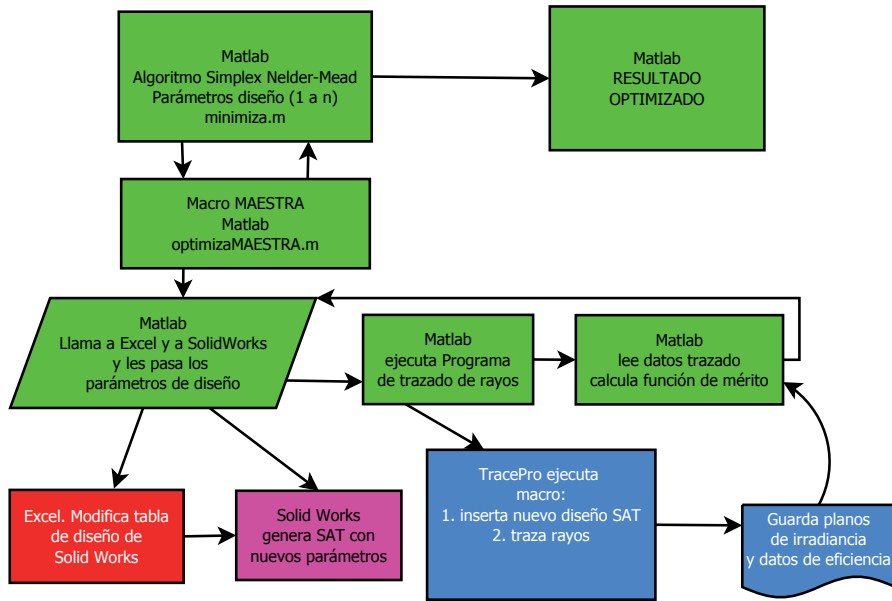 Matlab
Algoritmo Simplex Nelder-Mead
Parámetros diseño (1 a n)
minimiza.m
Matlab
RESULTADO
OPTIMIZADO
Macro MAESTRA
Matlab
optimizaMAESTRA.m
Matlab
Llama a Excel y a SolidWorks
y les pasa los
parámetros de diseño
Matlab
ejecuta Programa
de trazado de rayos
Matlab
lee datos trazado
calcula función de mérito
Excel. Modifica tabla
de diseño de
Solid Works
Solid Works
genera SAT con
nuevos parámetros
TracePro ejecuta
macro:
1. inserta nuevo diseño SAT
2. traza rayos
Guarda planos
de irradiancia
y datos de eficiencia